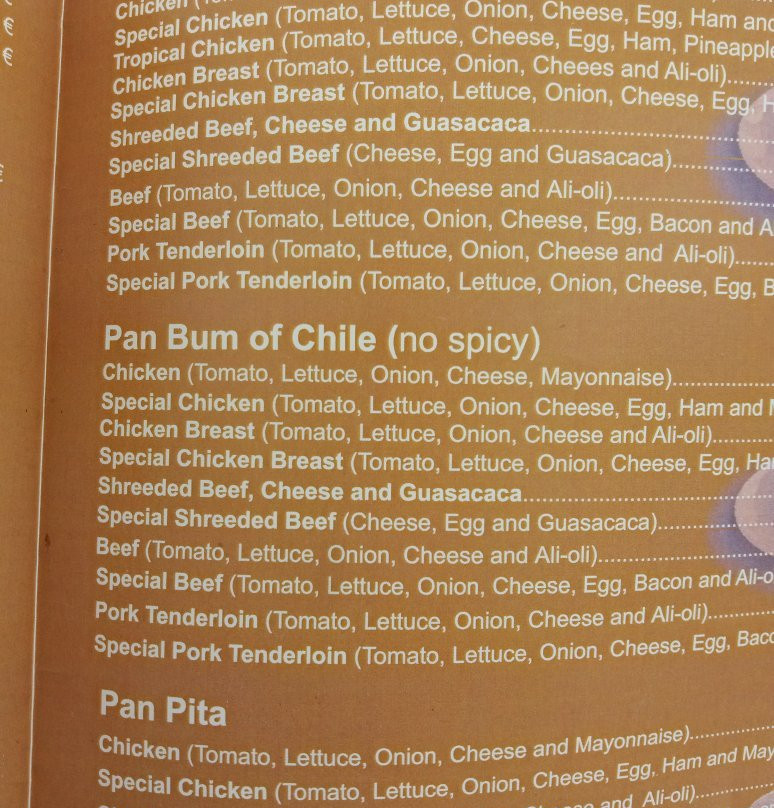 €
€
Chicken
Special Chicken (Tomato, Lettuce, Onion, Cheese, Egg, Ham and
Tropical Chicken (Tomato, Lettuce, Cheese, Egg, Ham, Pineapple
Chicken Breast (Tomato, Lettuce, Onion, Cheees and Ali-oli)........
Special Chicken Breast (Tomato, Lettuce, Onion, Cheese, Egg, H
Shreeded Beef, Cheese and Guasacaca..............................
Special Shreeded Beef (Cheese, Egg and Guasacaca)................
Beef (Tomato, Lettuce, Onion, Cheese and Ali-oli)..........................
Special Beef (Tomato, Lettuce, Onion, Cheese, Egg, Bacon and A
Pork Tenderloin (Tomato, Lettuce, Onion, Cheese and Ali-oli).......
Special Pork Tenderloin (Tomato, Lettuce, Onion, Cheese, Egg, B
Pan Bum of Chile (no spicy)
Chicken (Tomato, Lettuce, Onion, Cheese, Mayonnaise)................
Special Chicken (Tomato, Lettuce, Onion, Cheese, Egg, Ham and M
Chicken Breast (Tomato, Lettuce, Onion, Cheese and Ali-oli)..........
Special Chicken Breast (Tomato, Lettuce, Onion, Cheese, Egg, Ha
Shreeded Beef, Cheese and Guasacaca...............................
Special Shreeded Beef (Cheese, Egg and Guasacaca)..................
Beef (Tomato, Lettuce, Onion, Cheese and Ali-oli)............................
Special Beef (Tomato, Lettuce, Onion, Cheese, Egg, Bacon and Ali-o
Pork Tenderloin (Tomato, Lettuce, Onion, Cheese and Ali-oli)...........
Special Pork Tenderloin (Tomato, Lettuce, Onion, Cheese, Egg, Baco
Pan Pita
Chicken (Tomato, Lettuce, Onion, Cheese and Mayonnaise)..............
Special Chicken (Tomato, Lettuce, Onion, Cheese, Egg, Ham and May
and Ali-oli)..............